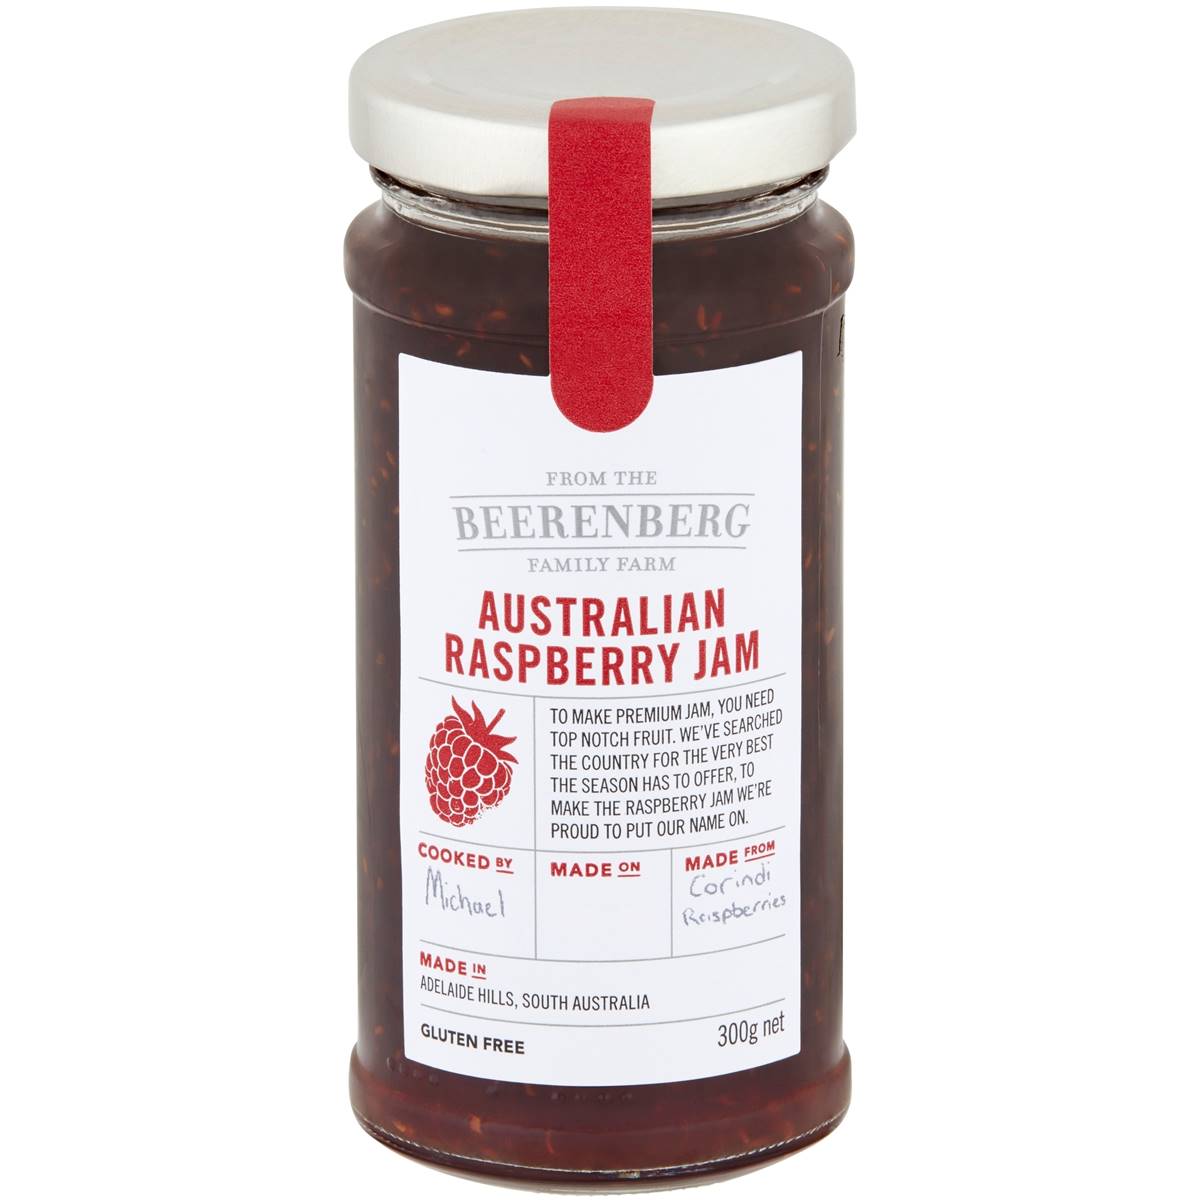 FROM THE
BEERENBERG
FAMILY FARM
AUSTRALIAN
RASPBERRY JAM
TO MAKE PREMIUM JAM, YOU NEED
TOP NOTCH FRUIT. WE'VE SEARCHED
THE COUNTRY FOR THE VERY BEST
THE SEASON HAS TO OFFER, TO
MAKE THE RASPBERRY JAM WE'RE
PROUD TO PUT OUR NAME ON.
COOKED BY
Michael
MADE ON
MADE FROM
Corindi
Raspberries
MADE IN
ADELAIDE HILLS, SOUTH AUSTRALIA
GLUTEN FREE
300g net